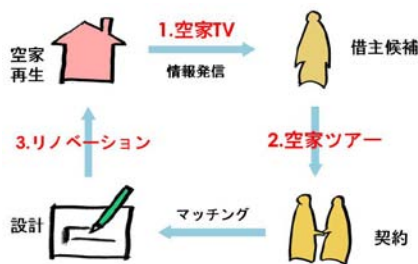 1.空家TV
空家
再生
情報発信
借主候補
3.リノベーション
2.空家ツアー
設計
マッチング
契約